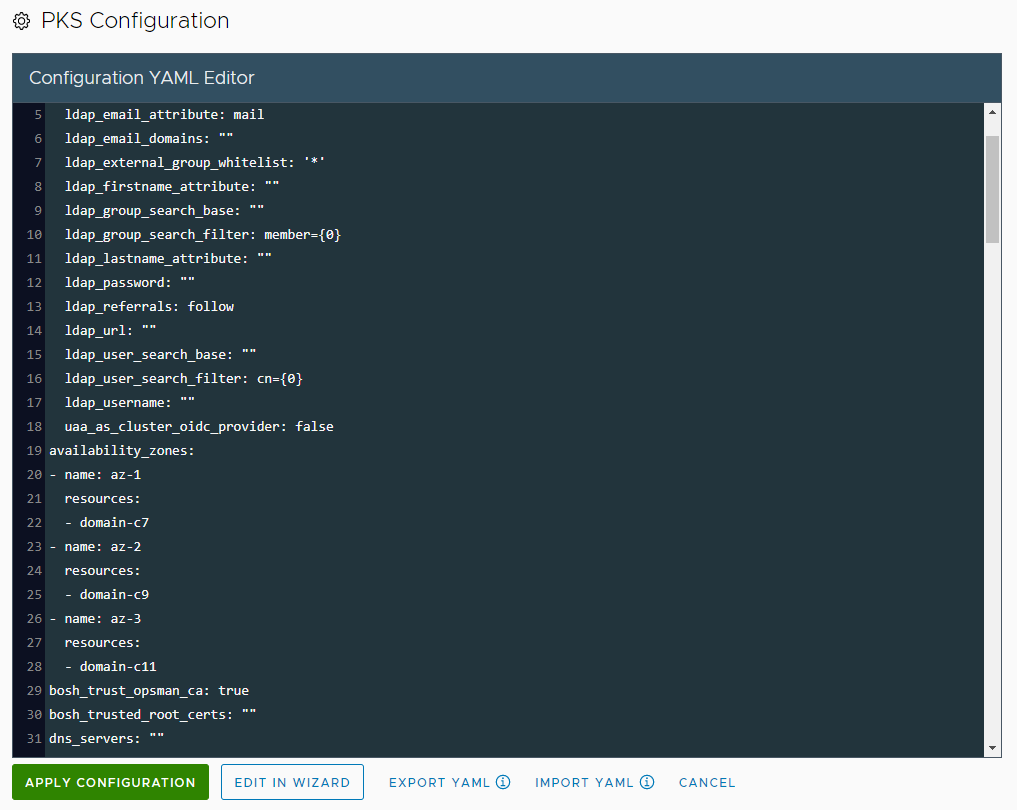 PKS Configuration
Configuration YAML Editor
5 ldap_email_attribute: mail
6 ldap_email_domains: ""
7 ldap_external_group_whitelist: '*'
8 ldap_firstname_attribute: ""
9 ldap_group_search_base: ""
10 ldap_group_search_filter: member={0}
11 ldap_lastname_attribute: ""
12 ldap_password: ""
13 ldap_referrals: follow
14 ldap_url: ""
15 ldap_user_search_base: ""
16 ldap_user_search_filter: cn={0}
17 ldap_username: ""
18 uaa_as_cluster_oidc_provider: false
19 availability_zones:
20 - name: az-1
21 resources:
22 - domain-c7
23 - name: az-2
24 resources:
25 - domain-c9
26 - name: az-3
27 resources:
28 - domain-c11
29 bosh_trust_opsman_ca: true
30 bosh_trusted_root_certs: ""
31 dns_servers: ""
APPLY CONFIGURATION EDIT IN WIZARD EXPORT YAML IMPORT YAML CANCEL